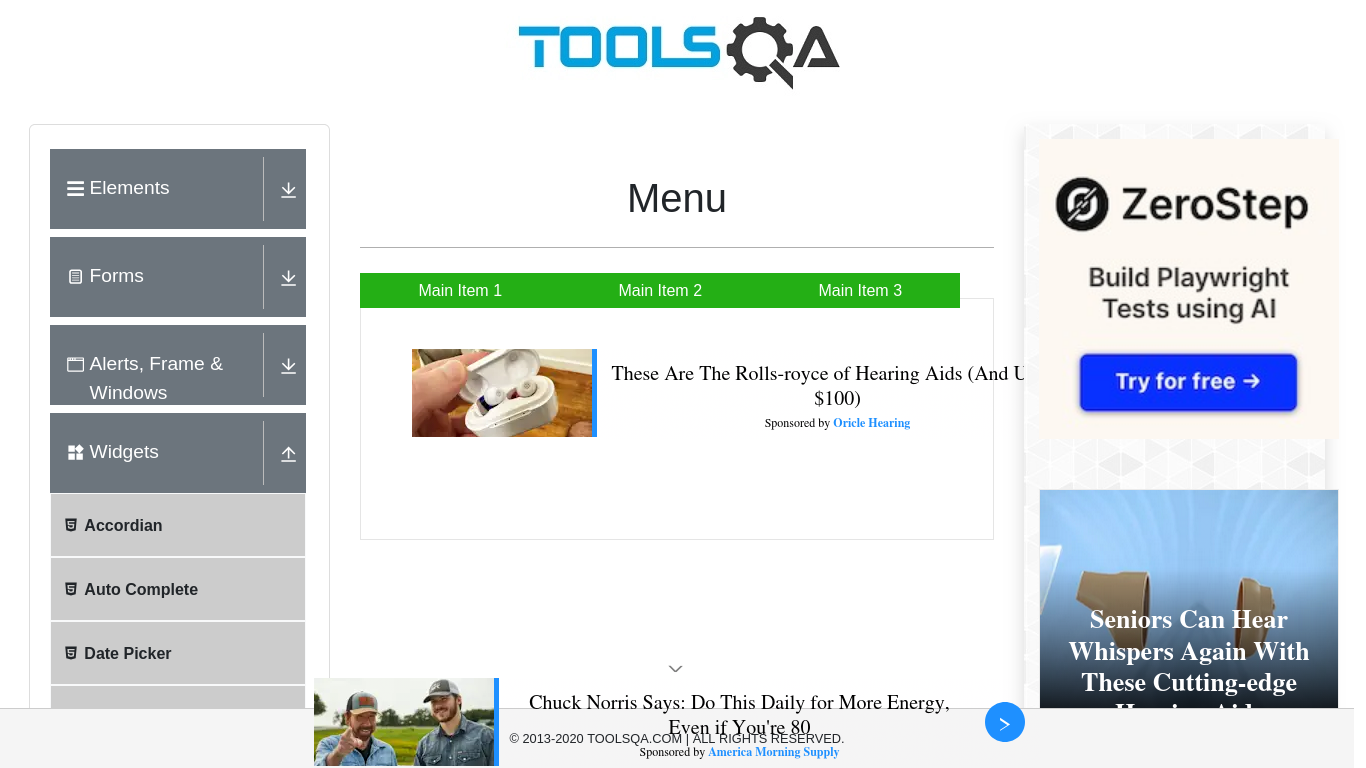 TOOLSQA
Elements
Forms
Alerts, Frame &
Windows
Widgets
Accordian
Auto Complete
Date Picker
Menu
Main Item 1
Main Item 2
Main Item 3
These Are The Rolls-royce of Hearing Aids (And U
$100)
Sponsored by Oricle Hearing
ZeroStep
Build Playwright
Tests using AI
Try for free →
Seniors Can Hear
Whispers Again With
These Cutting-edge
Chuck Norris Says: Do This Daily for More Energy,
Even if You're 80
© 2013-2020 TOOLSQA.COM | ALL RIGHTS RESERVED.
Sponsored by America Morning Supply